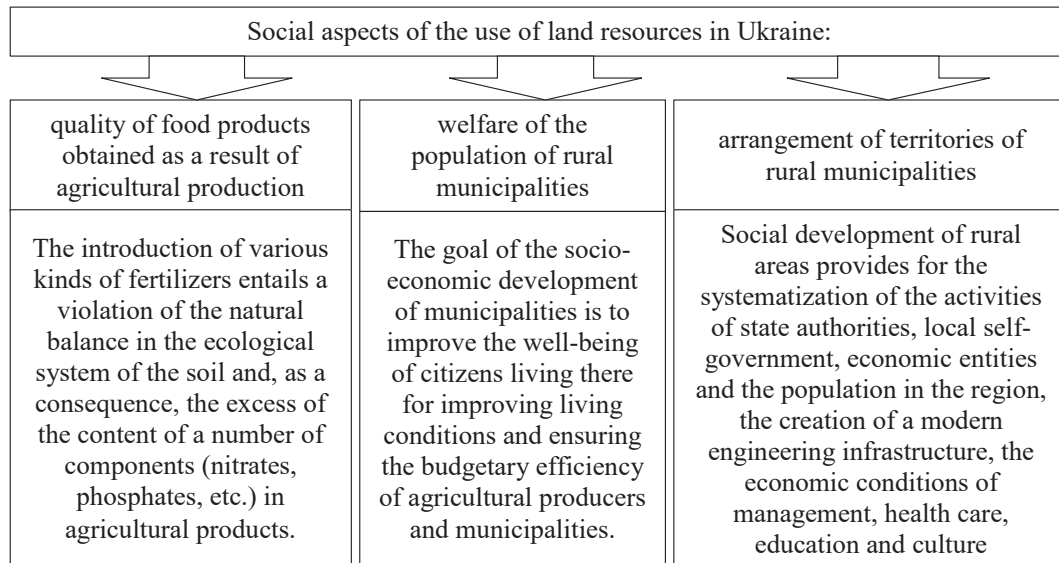 Social aspects of the use of land resources in Ukraine:
quality of food products
obtained as a result of
agricultural production
The introduction of various
kinds of fertilizers entails a
violation of the natural
balance in the ecological
system of the soil and, as a
consequence, the excess of
the content of a number of
components (nitrates,
phosphates, etc.) in
agricultural products.
welfare of the
population of rural
municipalities
The goal of the socio-
economic development
of municipalities is to
improve the well-being
of citizens living there
for improving living
conditions and ensuring
the budgetary efficiency
of agricultural producers
and municipalities.
arrangement of territories of
rural municipalities
Social development of rural
areas provides for the
systematization of the activities
of state authorities, local self-
government, economic entities
and the population in the region,
the creation of a modern
engineering infrastructure, the
economic conditions of
management, health care,
education and culture